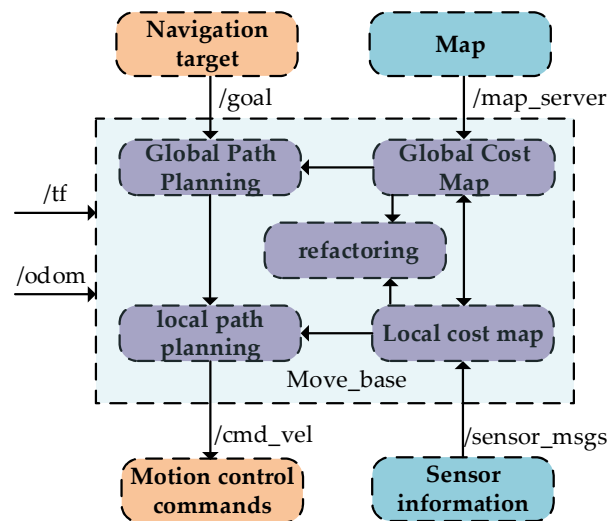 Navigation
target
Map
/goal
/map_server
Global Path
Planning
Global Cost
Map
/tf
refactoring
/odom
local path
planning
Local cost map
Move_base
/cmd_vel
/sensor_msgs
Motion control
commands
Sensor
information